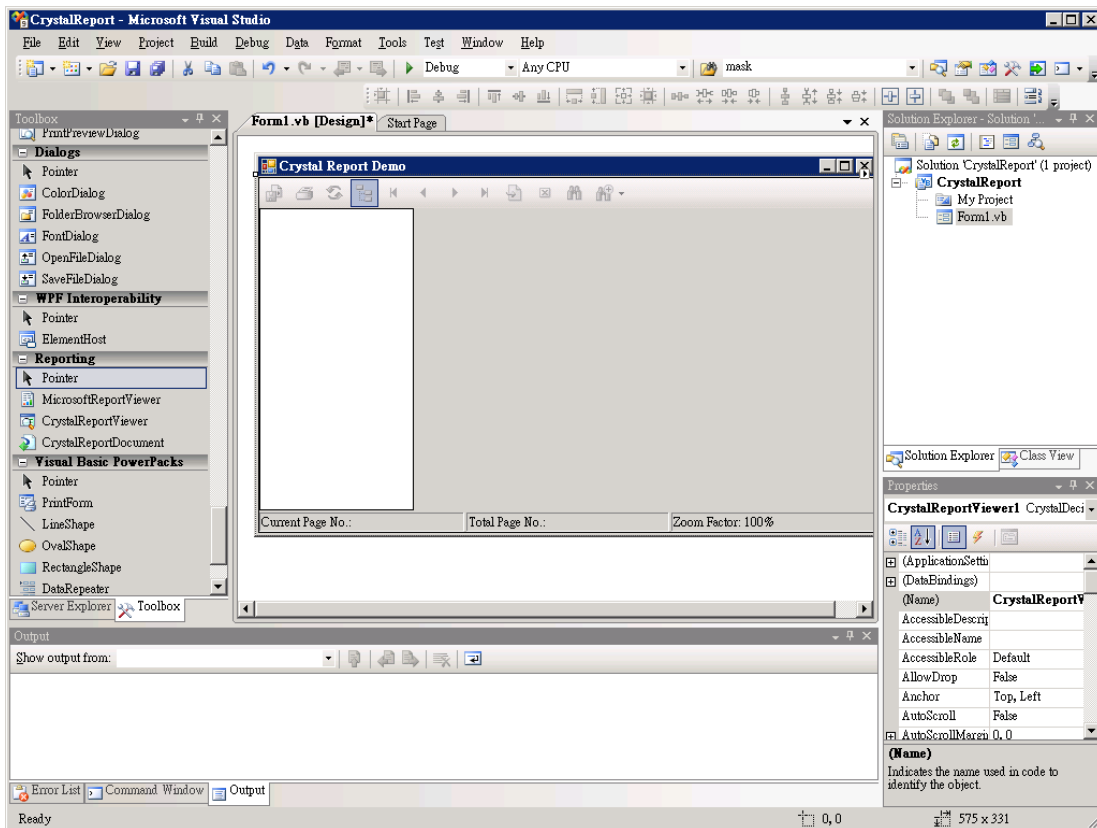 CrystalReport - Microsoft Visual Studio
File Edit View Project Build Debug Data Format Tools Test Window Help
Debug Any CPU mask
Toolbox
PrintPreviewDialog
Dialogs
Pointer
ColorDialog
FolderBrowserDialog
FontDialog
OpenFileDialog
SaveFileDialog
WPF Interoperability
Pointer
ElementHost
Reporting
Pointer
MicrosoftReportViewer
CrystalReportViewer
CrystalReportDocument
Visual Basic PowerPacks
Pointer
PrintForm
LineShape
OvalShape
RectangleShape
DataRepeater
Server Explorer Toolbox
Form1.vb [Design]* Start Page
Crystal Report Demo
Current Page No.: Total Page No.: Zoom Factor: 100%
Solution Explorer - Solution '...
Solution 'CrystalReport' (1 project)
CrystalReport
My Project
Form1.vb
Solution Explorer Class View
Properties
CrystalReportViewer1 CrystalDeci
(ApplicationSettin
(DataBindings)
(Name) CrystalReportV
AccessibleDescrip
AccessibleName
AccessibleRole Default
AllowDrop False
Anchor Top, Left
AutoScroll False
AutoScrollMargin 0, 0
(Name)
Indicates the name used in code to
identify the object.
Output
Show output from:
Error List Command Window Output
Ready 0, 0 575 x 331